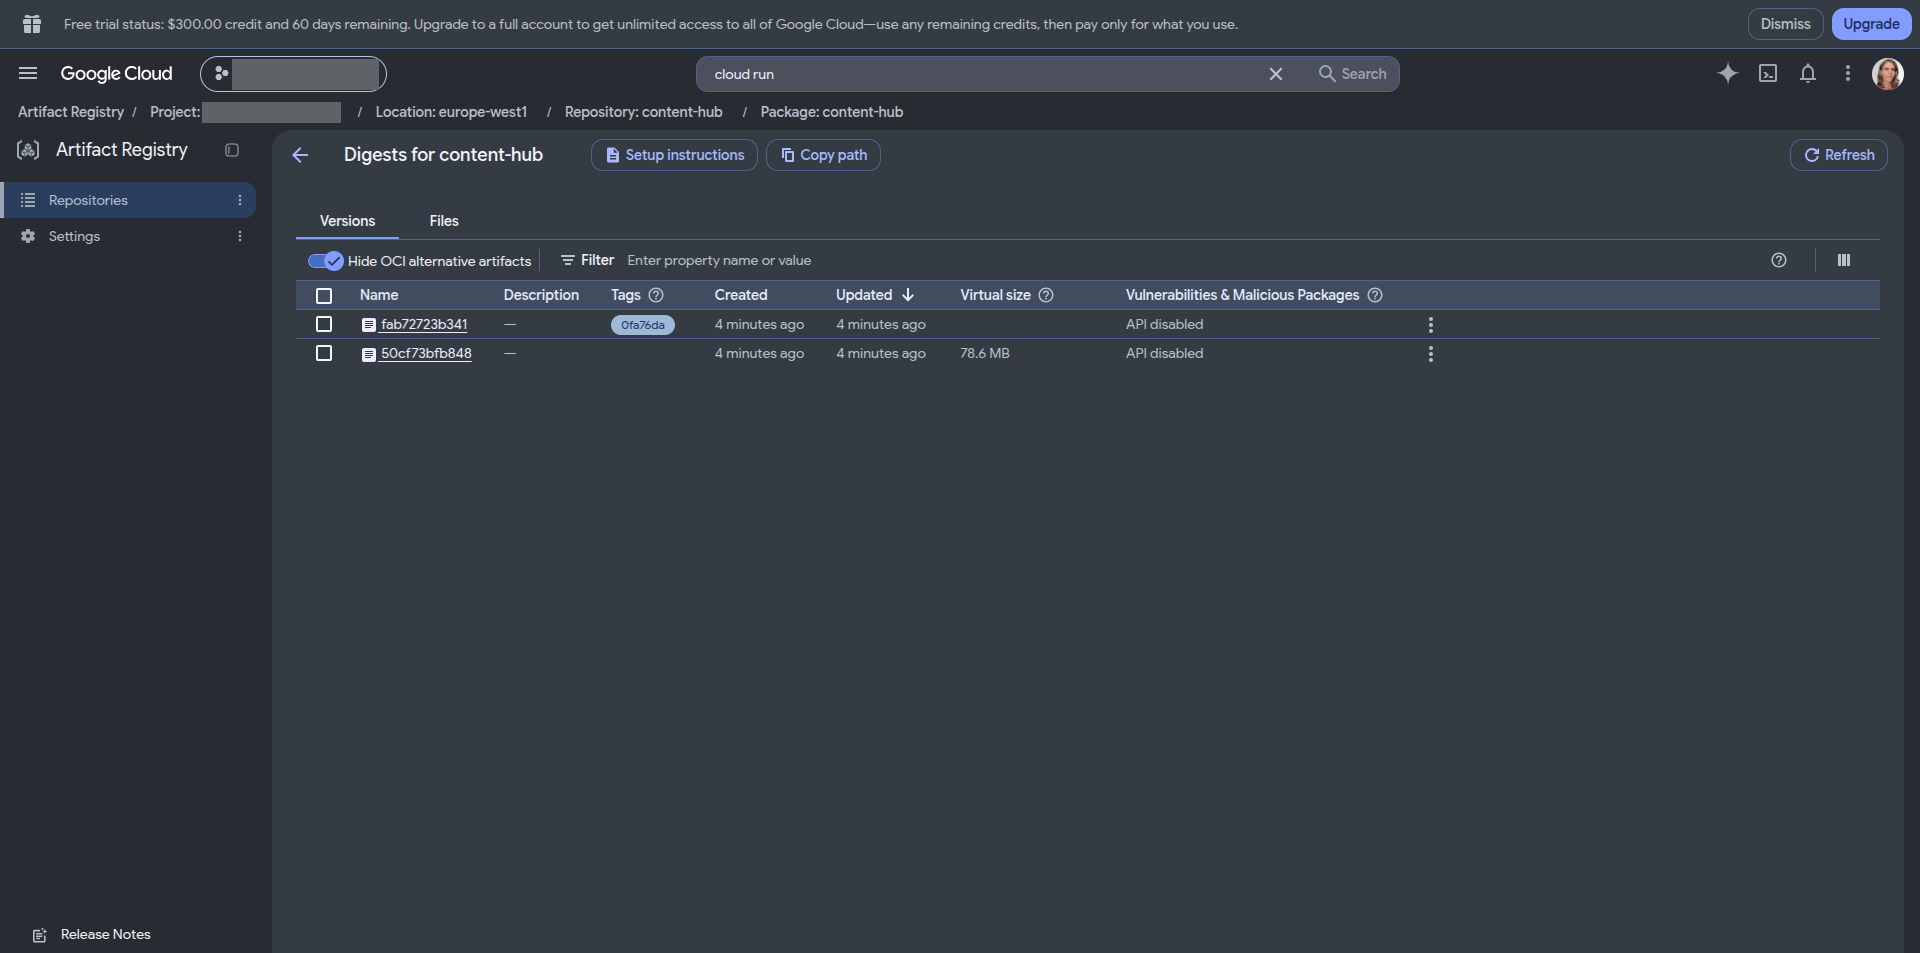 Free trial status: $300.00 credit and 60 days remaining. Upgrade to a full account to get unlimited access to all of Google Cloud—use any remaining credits, then pay only for what you use.
Dismiss
Upgrade
Google Cloud
cloud run
Search
Artifact Registry / Project: / Location: europe-west1 / Repository: content-hub / Package: content-hub
Artifact Registry
Repositories
Settings
Release Notes
Digests for content-hub
Setup instructions
Copy path
Refresh
Versions Files
Hide OCI alternative artifacts Filter Enter property name or value
Name Description Tags Created Updated Virtual size Vulnerabilities & Malicious Packages
fab72723b341 — 0fa76da 4 minutes ago 4 minutes ago API disabled
50cf73bfb848 — 4 minutes ago 4 minutes ago 78.6 MB API disabled